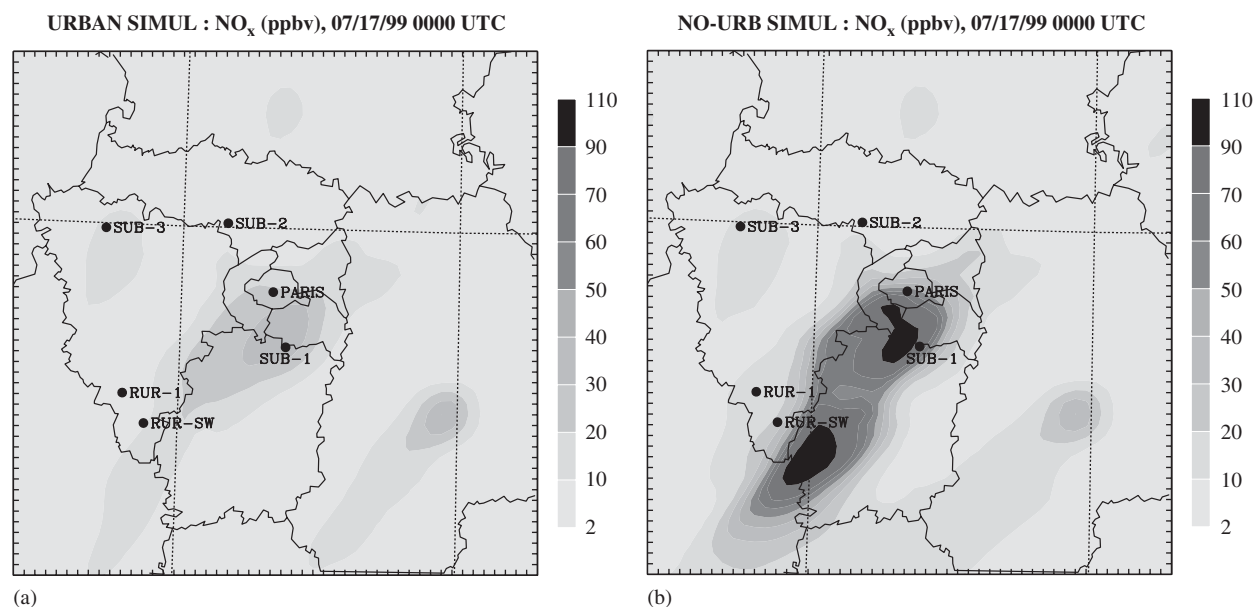 URBAN SIMUL : NOx (ppbv), 07/17/99 0000 UTC
110
90
70
60
50
40
30
20
10
2
SUB-3
SUB-2
PARIS
SUB-1
RUR-1
RUR-SW
(a)
NO-URB SIMUL : NOx (ppbv), 07/17/99 0000 UTC
110
90
70
60
50
40
30
20
10
2
SUB-3
SUB-2
PARIS
SUB-1
RUR-1
RUR-SW
(b)